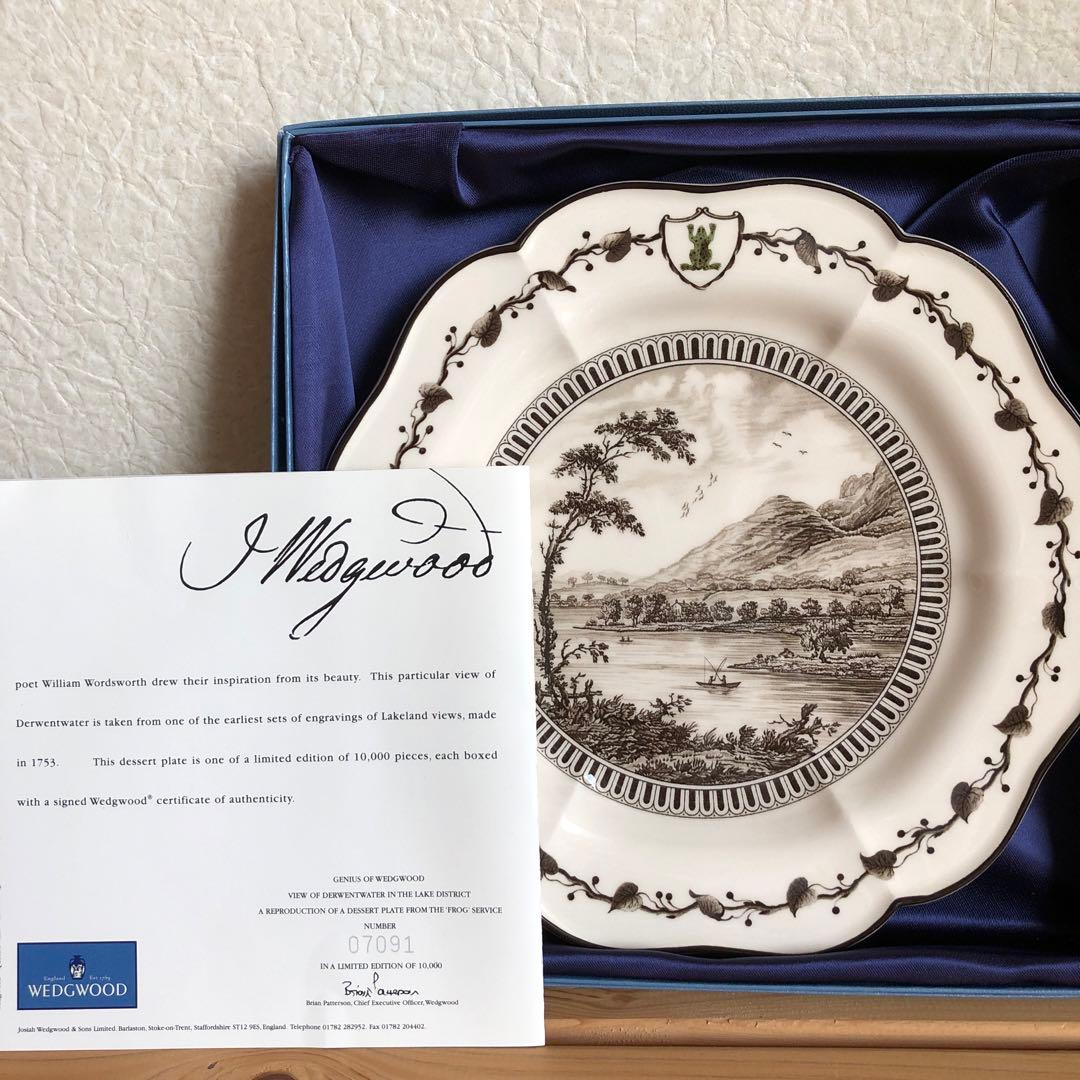 J Wedgwood
poet William Wordsworth drew their inspiration from its beauty. This particular view of
Derwentwater is taken from one of the earliest sets of engravings of Lakeland views, made
in 1753. This dessert plate is one of a limited edition of 10,000 pieces, each boxed
with a signed Wedgwood® certificate of authenticity.
GENIUS OF WEDGWOOD
VIEW OF DERWENTWATER IN THE LAKE DISTRICT
A REPRODUCTION OF A DESSERT PLATE FROM THE 'FROG' SERVICE
NUMBER
07091
IN A LIMITED EDITION OF 10,000
Brian Patterson
Brian Patterson, Chief Executive Officer, Wedgwood
England Est 1759
WEDGWOOD
Josiah Wedgwood & Sons Limited. Barlaston, Stoke-on-Trent, Staffordshire ST12 9ES, England. Telephone 01782 282952. Fax 01782 204402.